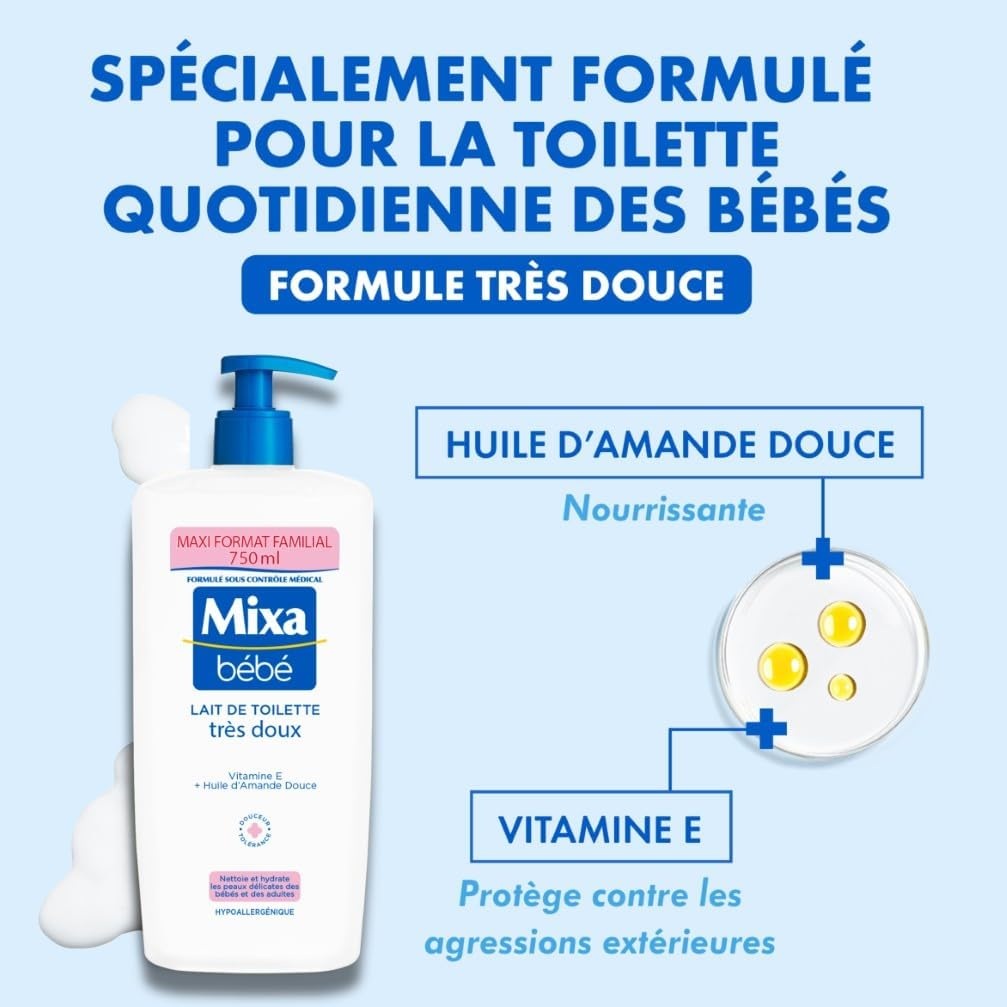 SPÉCIALEMENT FORMULÉ
POUR LA TOILETTE
QUOTIDIENNE DES BÉBÉS
FORMULE TRÈS DOUCE
MAXI FORMAT FAMILIAL
750 ml
FORMULÉ SOUS CONTRÔLE MÉDICAL
Mixa
bébé
LAIT DE TOILETTE
très doux
Vitamine E
+ Huile d'Amande Douce
DOUCEUR
TOLÉRANCE
Nettoie et hydrate
les peaux délicates des
bébés et des adultes
HYPOALLERGÉNIQUE
HUILE D'AMANDE DOUCE
Nourrissante
VITAMINE E
Protège contre les
agressions extérieures